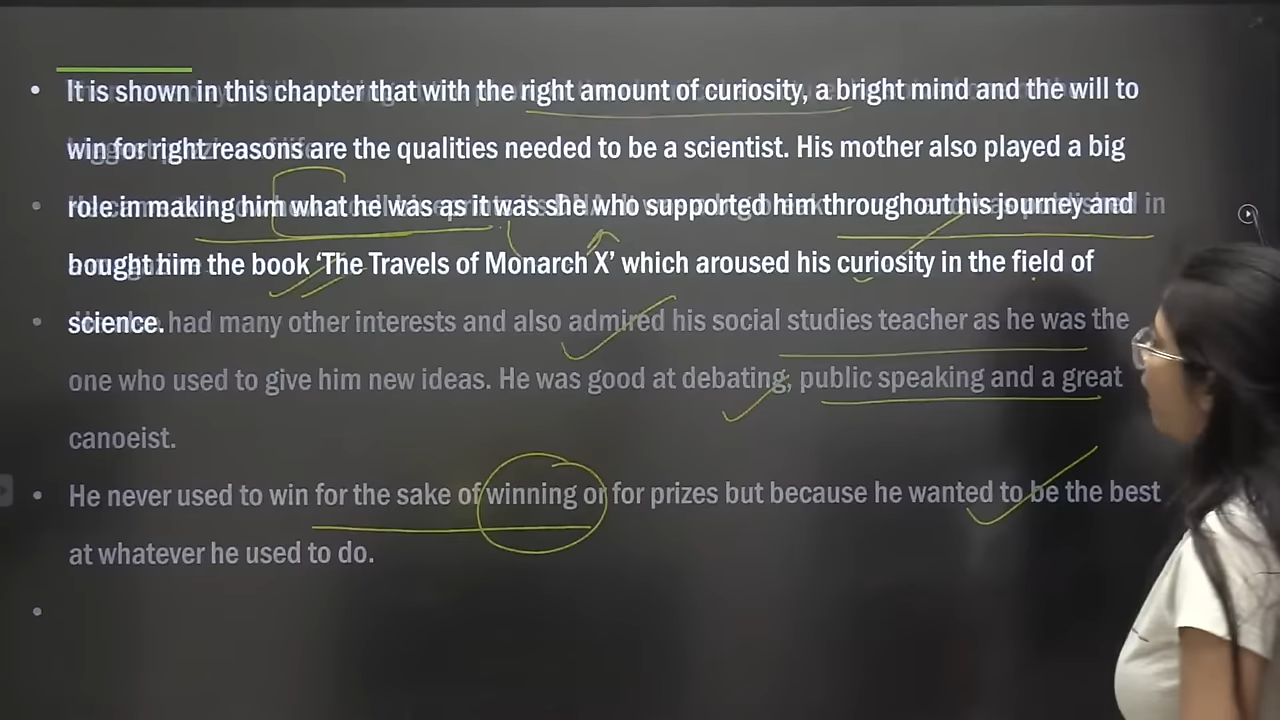 • It is shown in this chapter that with the right amount of curiosity, a bright mind and the will to
win for right reasons are the qualities needed to be a scientist. His mother also played a big
role in making him what he was as it was she who supported him throughout his journey and
bought him the book ‘The Travels of Monarch X’ which aroused his curiosity in the field of
science.
had many other interests and also admired his social studies teacher as he was the
one who used to give him new ideas. He was good at debating, public speaking and a great
canoeist.
• He never used to win for the sake of winning or for prizes but because he wanted to be the best
at whatever he used to do.
•